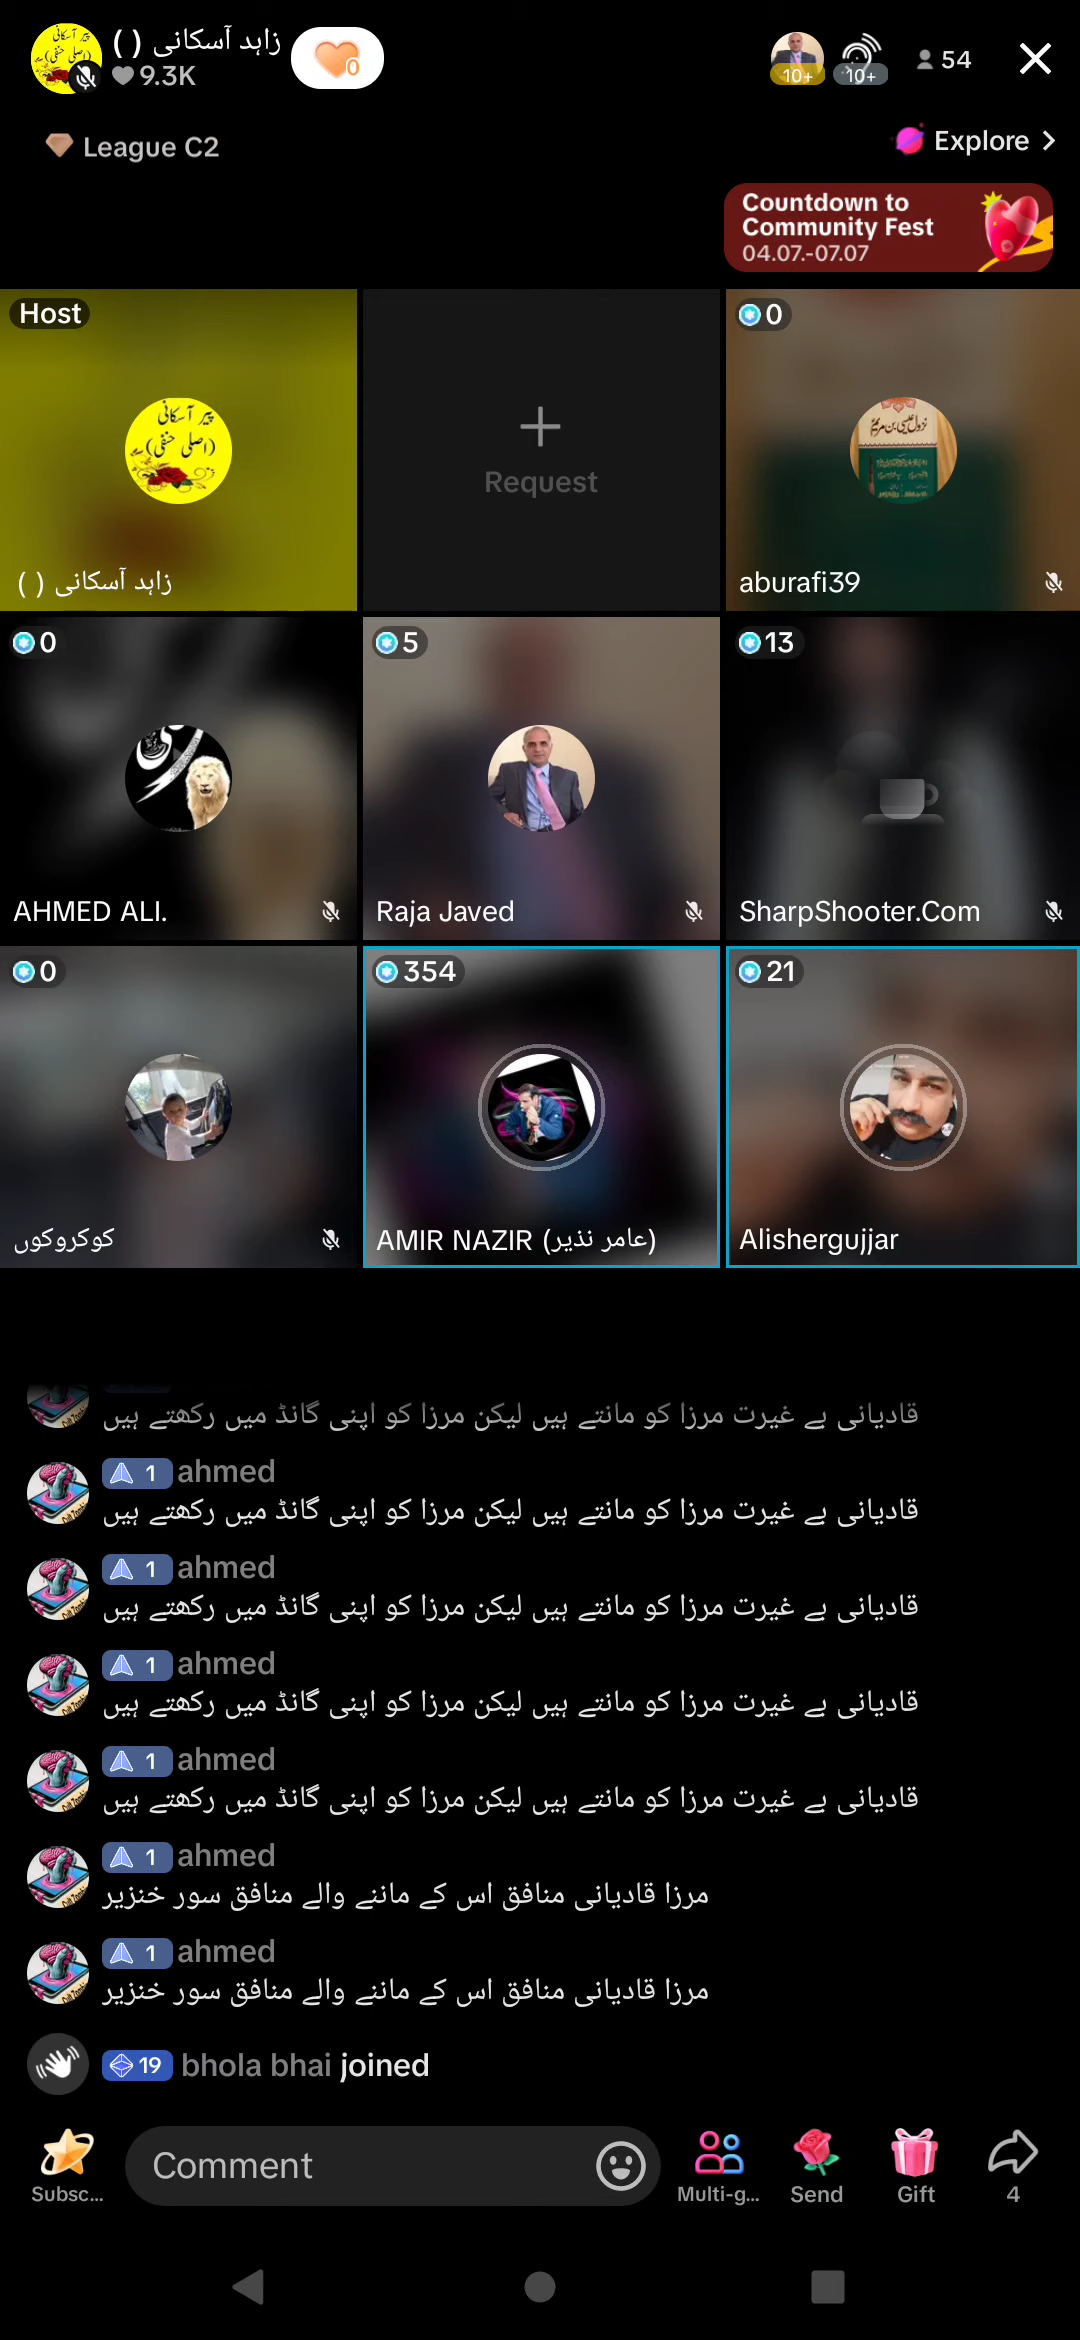 زاہد آسکانی ( )
9.3K
0
10+
10+
54
League C2
Explore
Countdown to
Community Fest
04.07.-07.07
Host
پیر آسکانی
(اصلی حنفی)
زاہد آسکانی ( )
Request
0
نزول عیسی بن مریم
aburafi39
0
AHMED ALI.
5
Raja Javed
13
SharpShooter.Com
0
کوکروکوں
354
AMIR NAZIR (عامر نذیر)
21
Alishergujjar
قادیانی بے غیرت مرزا کو مانتے ہیں لیکن مرزا کو اپنی گانڈ میں رکھتے ہیں
1 ahmed
قادیانی بے غیرت مرزا کو مانتے ہیں لیکن مرزا کو اپنی گانڈ میں رکھتے ہیں
1 ahmed
قادیانی بے غیرت مرزا کو مانتے ہیں لیکن مرزا کو اپنی گانڈ میں رکھتے ہیں
1 ahmed
قادیانی بے غیرت مرزا کو مانتے ہیں لیکن مرزا کو اپنی گانڈ میں رکھتے ہیں
1 ahmed
قادیانی بے غیرت مرزا کو مانتے ہیں لیکن مرزا کو اپنی گانڈ میں رکھتے ہیں
1 ahmed
مرزا قادیانی منافق اس کے ماننے والے منافق سور خنزیر
1 ahmed
مرزا قادیانی منافق اس کے ماننے والے منافق سور خنزیر
19 bhola bhai joined
Comment
Subsc...
Multi-g...
Send
Gift
4